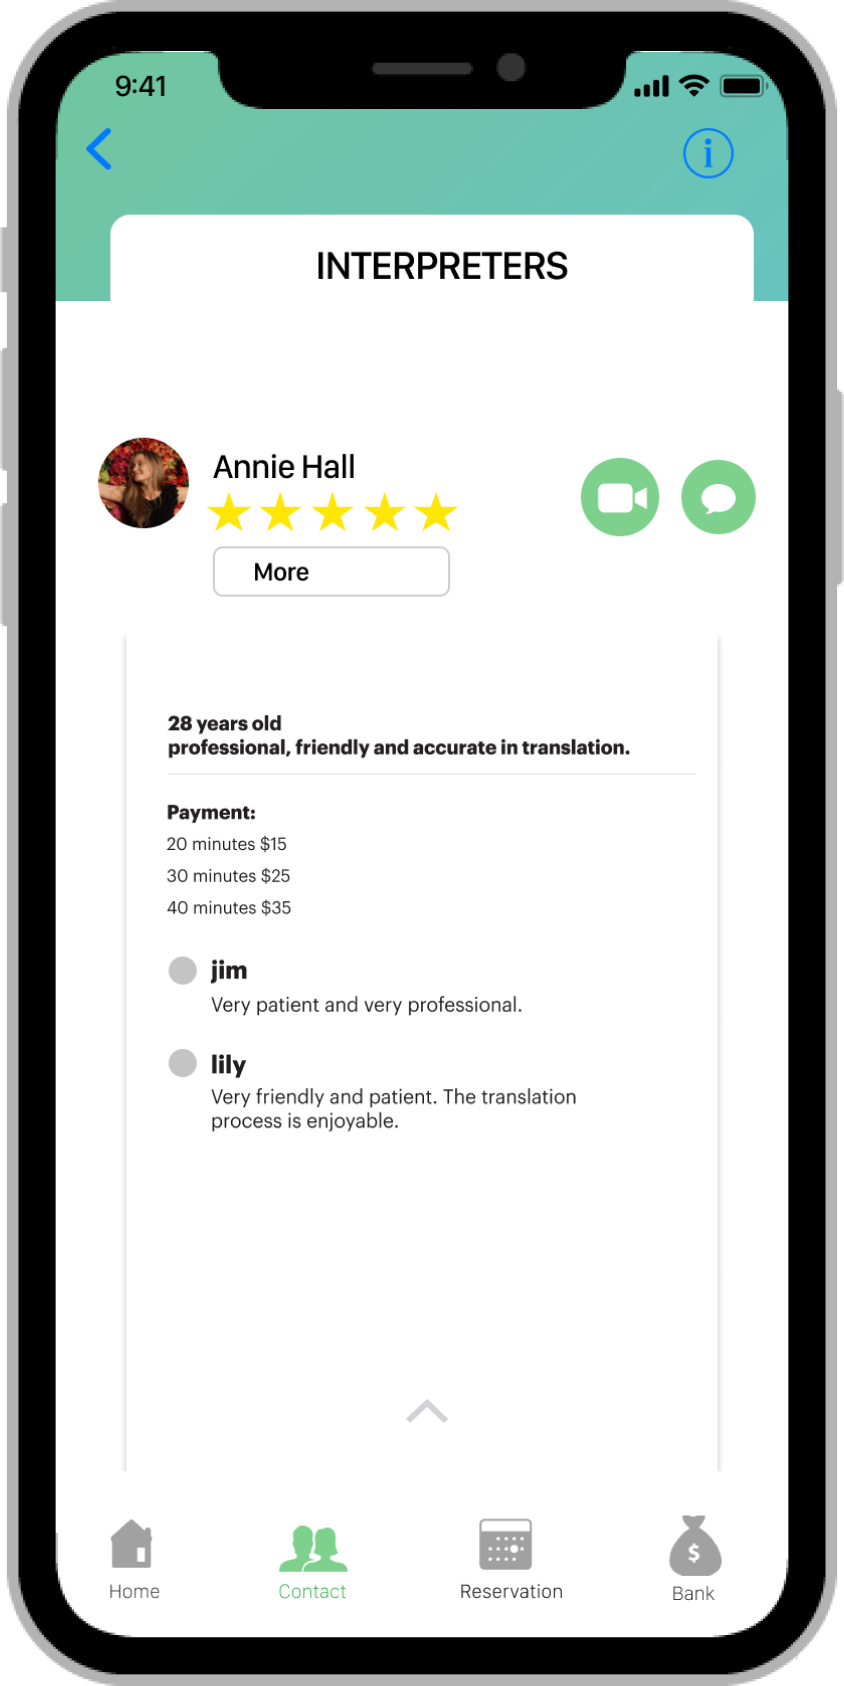 9:41
i
INTERPRETERS
Annie Hall
More
28 years old
professional, friendly and accurate in translation.
Payment:
20 minutes $15
30 minutes $25
40 minutes $35
jim
Very patient and very professional.
lily
Very friendly and patient. The translation
process is enjoyable.
$
Home
Contact
Reservation
Bank